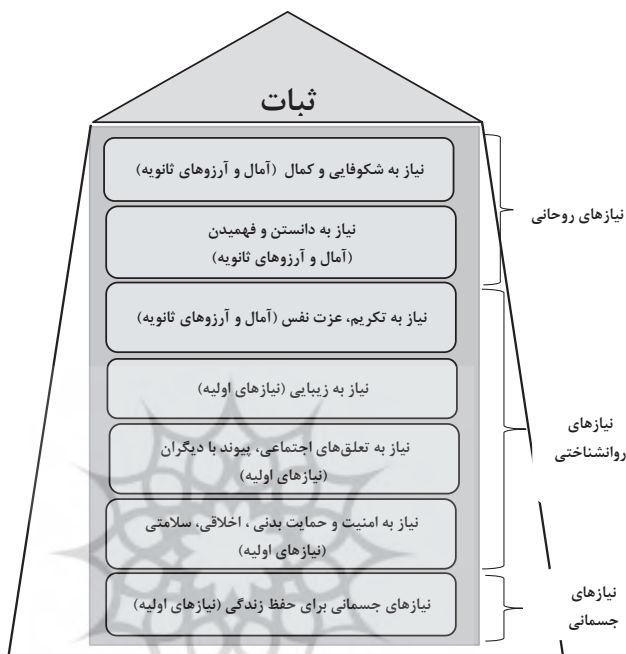 ثبات
نیاز به شکوفایی و کمال (آمال و آرزوهای ثانویه)
نیاز به دانستن و فهمیدن
(آمال و آرزوهای ثانویه)
نیازهای روحانی
نیاز به تکریم، عزت نفس (آمال و آرزوهای ثانویه)
نیاز به زیبایی (نیازهای اولیه)
نیاز به تعلق‌های اجتماعی، پیوند با دیگران
(نیازهای اولیه)
نیاز به امنیت و حمایت بدنی ، اخلاقی، سلامتی
(نیازهای اولیه)
نیازهای
روانشناختی
نیازهای جسمانی برای حفظ زندگی (نیازهای اولیه)
نیازهای
جسمانی